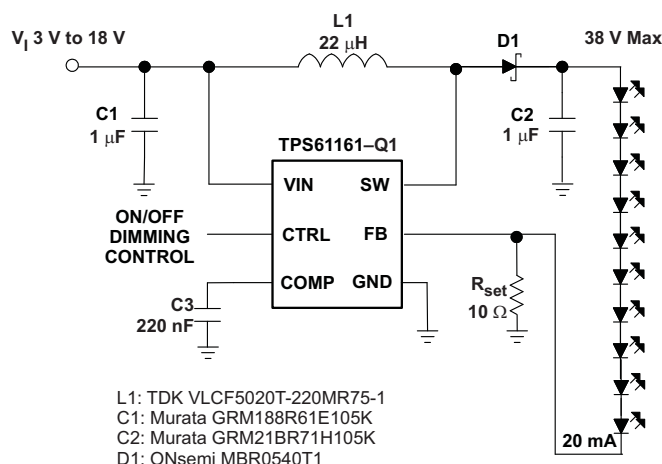 L1
22 μH
V_I 3 V to 18 V
D1
38 V Max
C1
1 μF
C2
1 μF
TPS61161–Q1
VIN
SW
ON/OFF
DIMMING
CONTROL
CTRL
FB
COMP
GND
C3
220 nF
R_set
10 Ω
L1: TDK VLCF5020T-220MR75-1
C1: Murata GRM188R61E105K
C2: Murata GRM21BR71H105K
D1: ONsemi MBR0540T1
20 mA